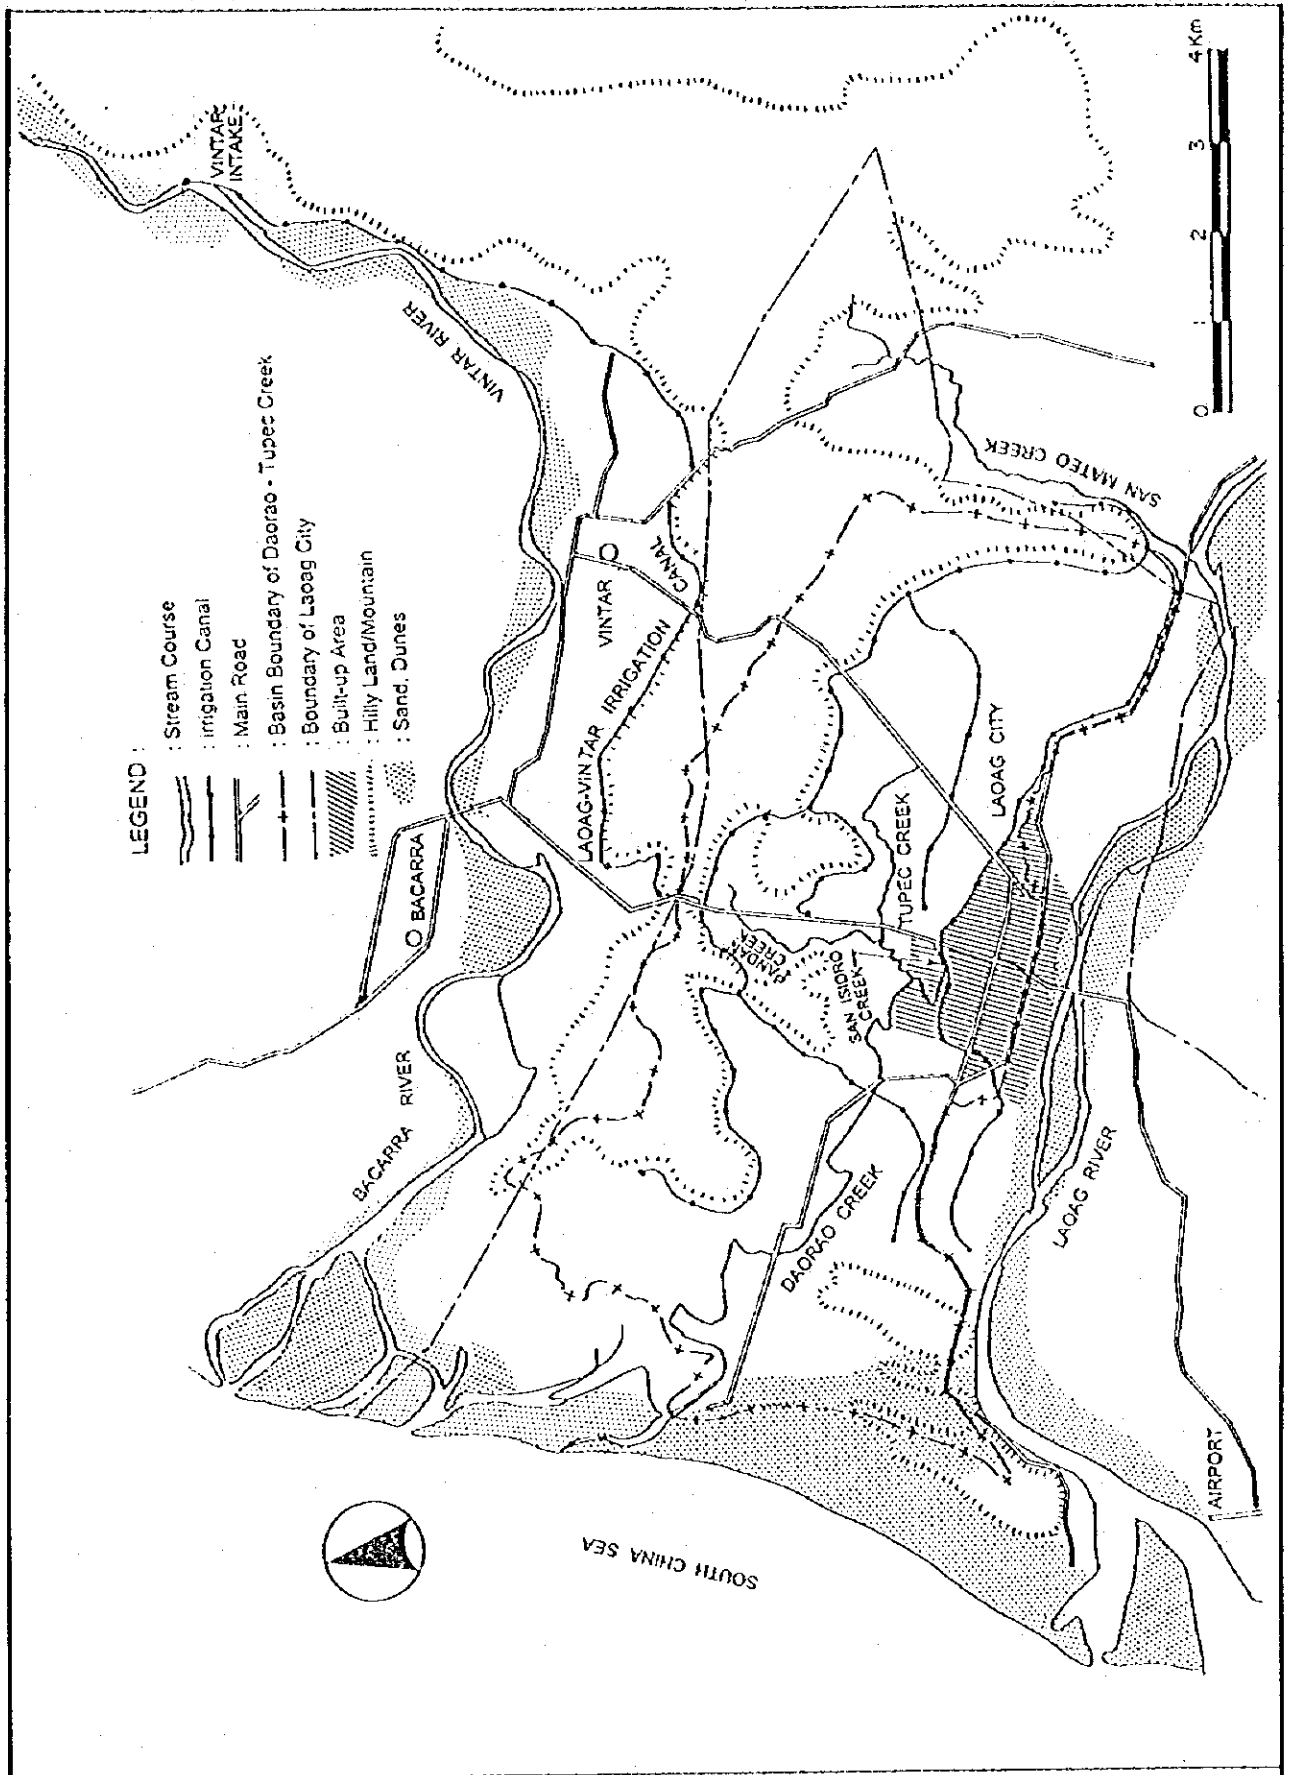 LEGEND :
: Stream Course
: Irrigation Canal
: Main Road
: Basin Boundary of Daorao - Tupec Creek
: Boundary of Laoag City
: Built-up Area
: Hilly Land/Mountain
: Sand, Dunes
VINTAR
INTAKE
VINTAR RIVER
BACARRA
BACARRA RIVER
VINTAR
LAOAG-VINTAR IRRIGATION
CANAL
SAN MATEO CREEK
LAOAG CITY
TUPEC CREEK
DANDAN
CREEK
SAN ISIDRO
CREEK
DAORAO CREEK
LAOAG RIVER
AIRPORT
SOUTH CHINA SEA
0 1 2 3 4Km